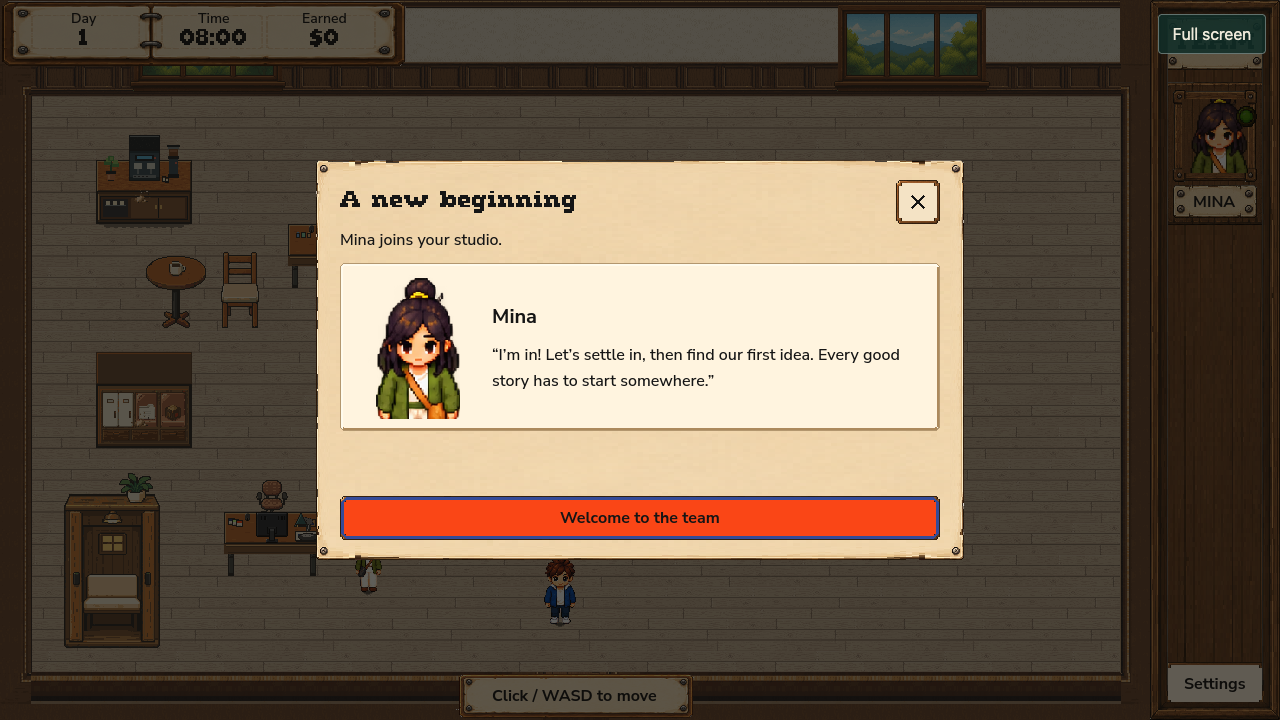 Day
1
Time
08:00
Earned
$0
Full screen
MINA
A new beginning
Mina joins your studio.
Mina
“I’m in! Let’s settle in, then find our first idea. Every good
story has to start somewhere.”
Welcome to the team
Click / WASD to move
Settings